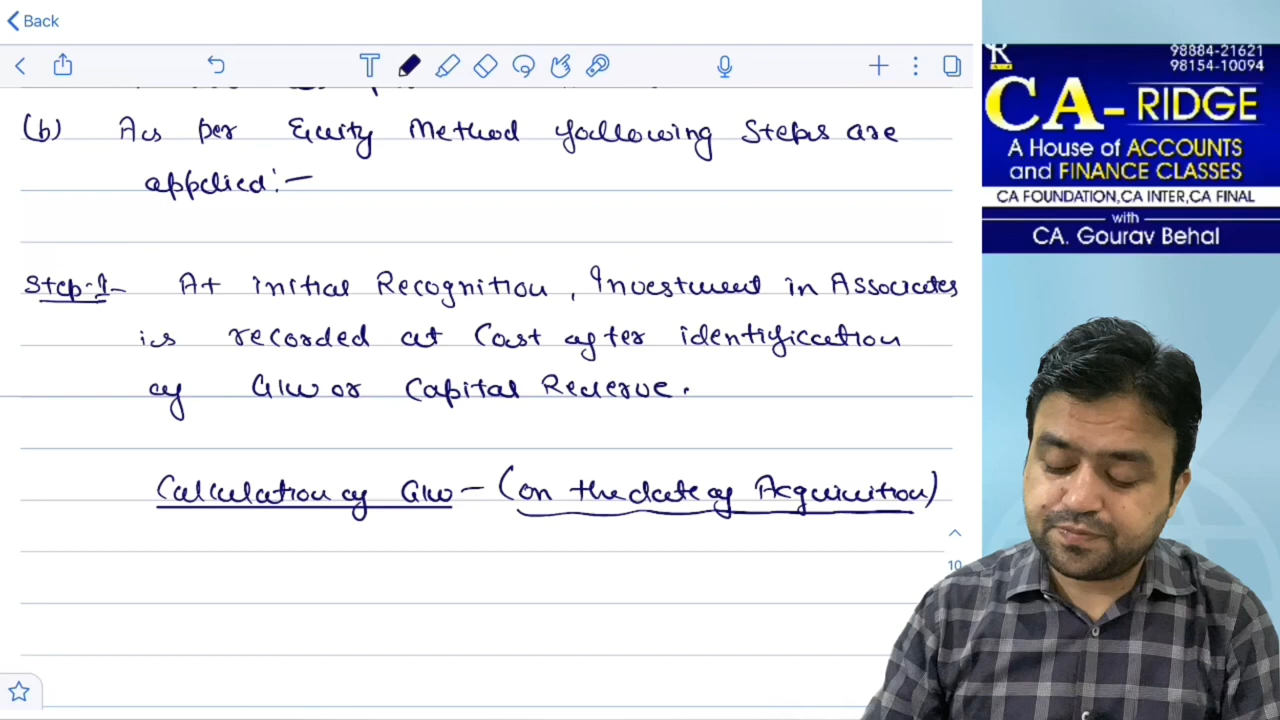 Back
(b) As per Equity Method following Steps are
applied:-
Step-1- At initial Recognition, Investment in Associates
is recorded at Cost after identification
of G/w or Capital Reserve.
Calculation of G/w - (on the date of Acquisition)
10
98884-21621
98154-10094
CA- RIDGE
A House of ACCOUNTS
and FINANCE CLASSES
CA FOUNDATION,CA INTER,CA FINAL
with
CA. Gourav Behal